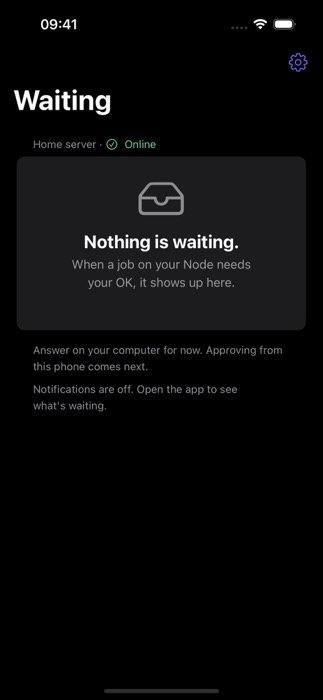 09:41
Waiting
Home server · Online
Nothing is waiting.
When a job on your Node needs
your OK, it shows up here.
Answer on your computer for now. Approving from
this phone comes next.
Notifications are off. Open the app to see
what's waiting.